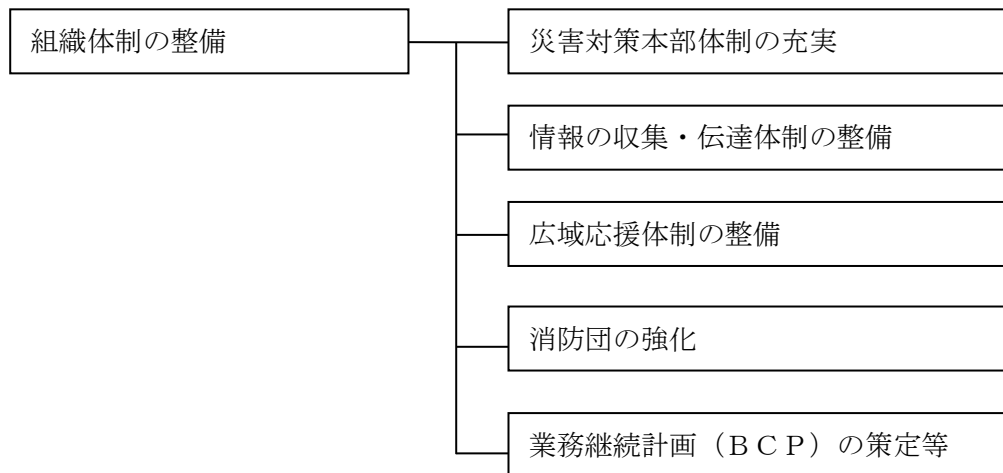 組織体制の整備
災害対策本部体制の充実
情報の収集・伝達体制の整備
広域応援体制の整備
消防団の強化
業務継続計画（ＢＣＰ）の策定等